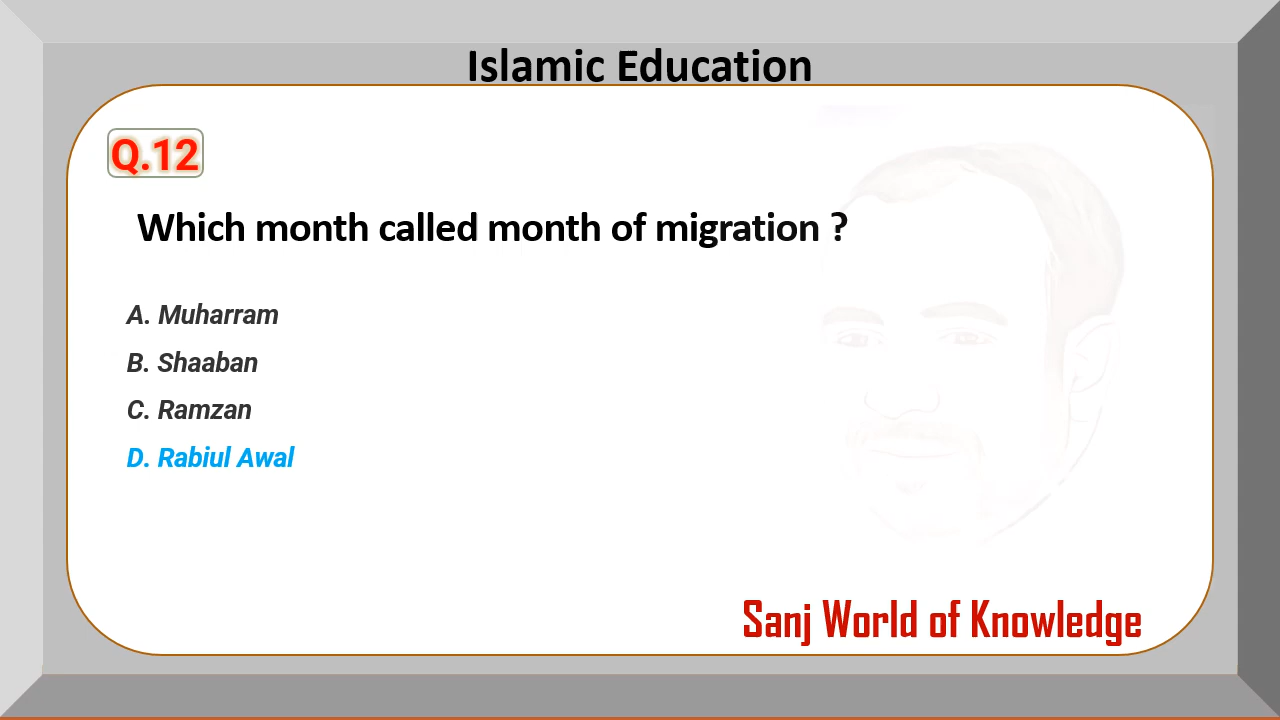 Islamic Education
Q.12
Which month called month of migration ?
A. Muharram
B. Shaaban
C. Ramzan
D. Rabiul Awal
Sanj World of Knowledge